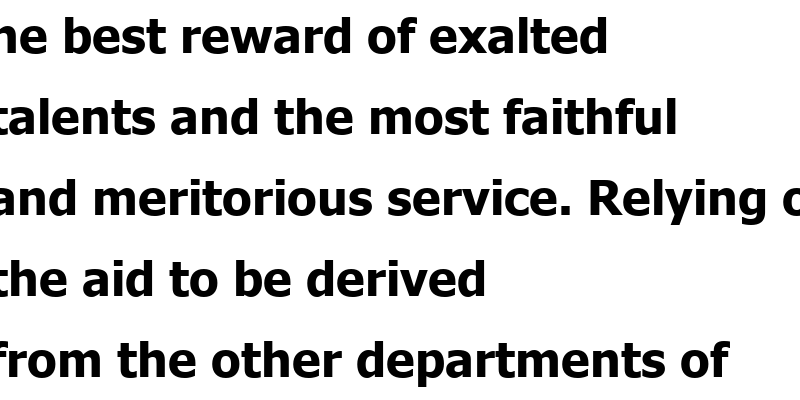 he best reward of exalted
talents and the most faithful
and meritorious service. Relying
the aid to be derived
from the other departments of